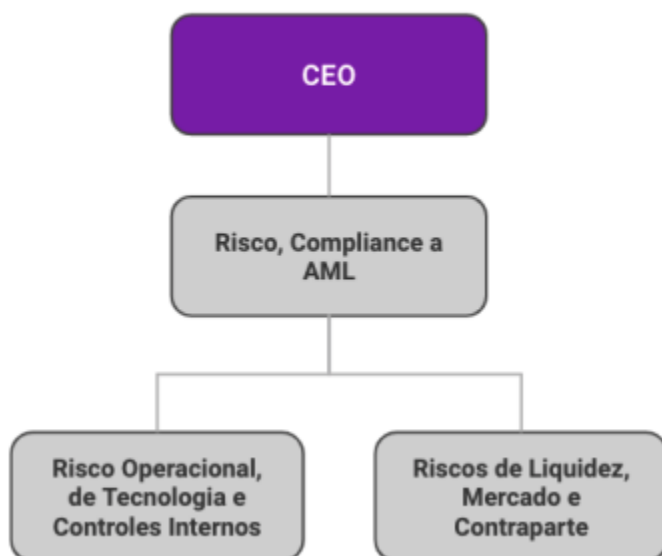 CEO
Risco, Compliance a
AML
Risco Operacional,
de Tecnologia e
Controles Internos
Riscos de Liquidez,
Mercado e
Contraparte